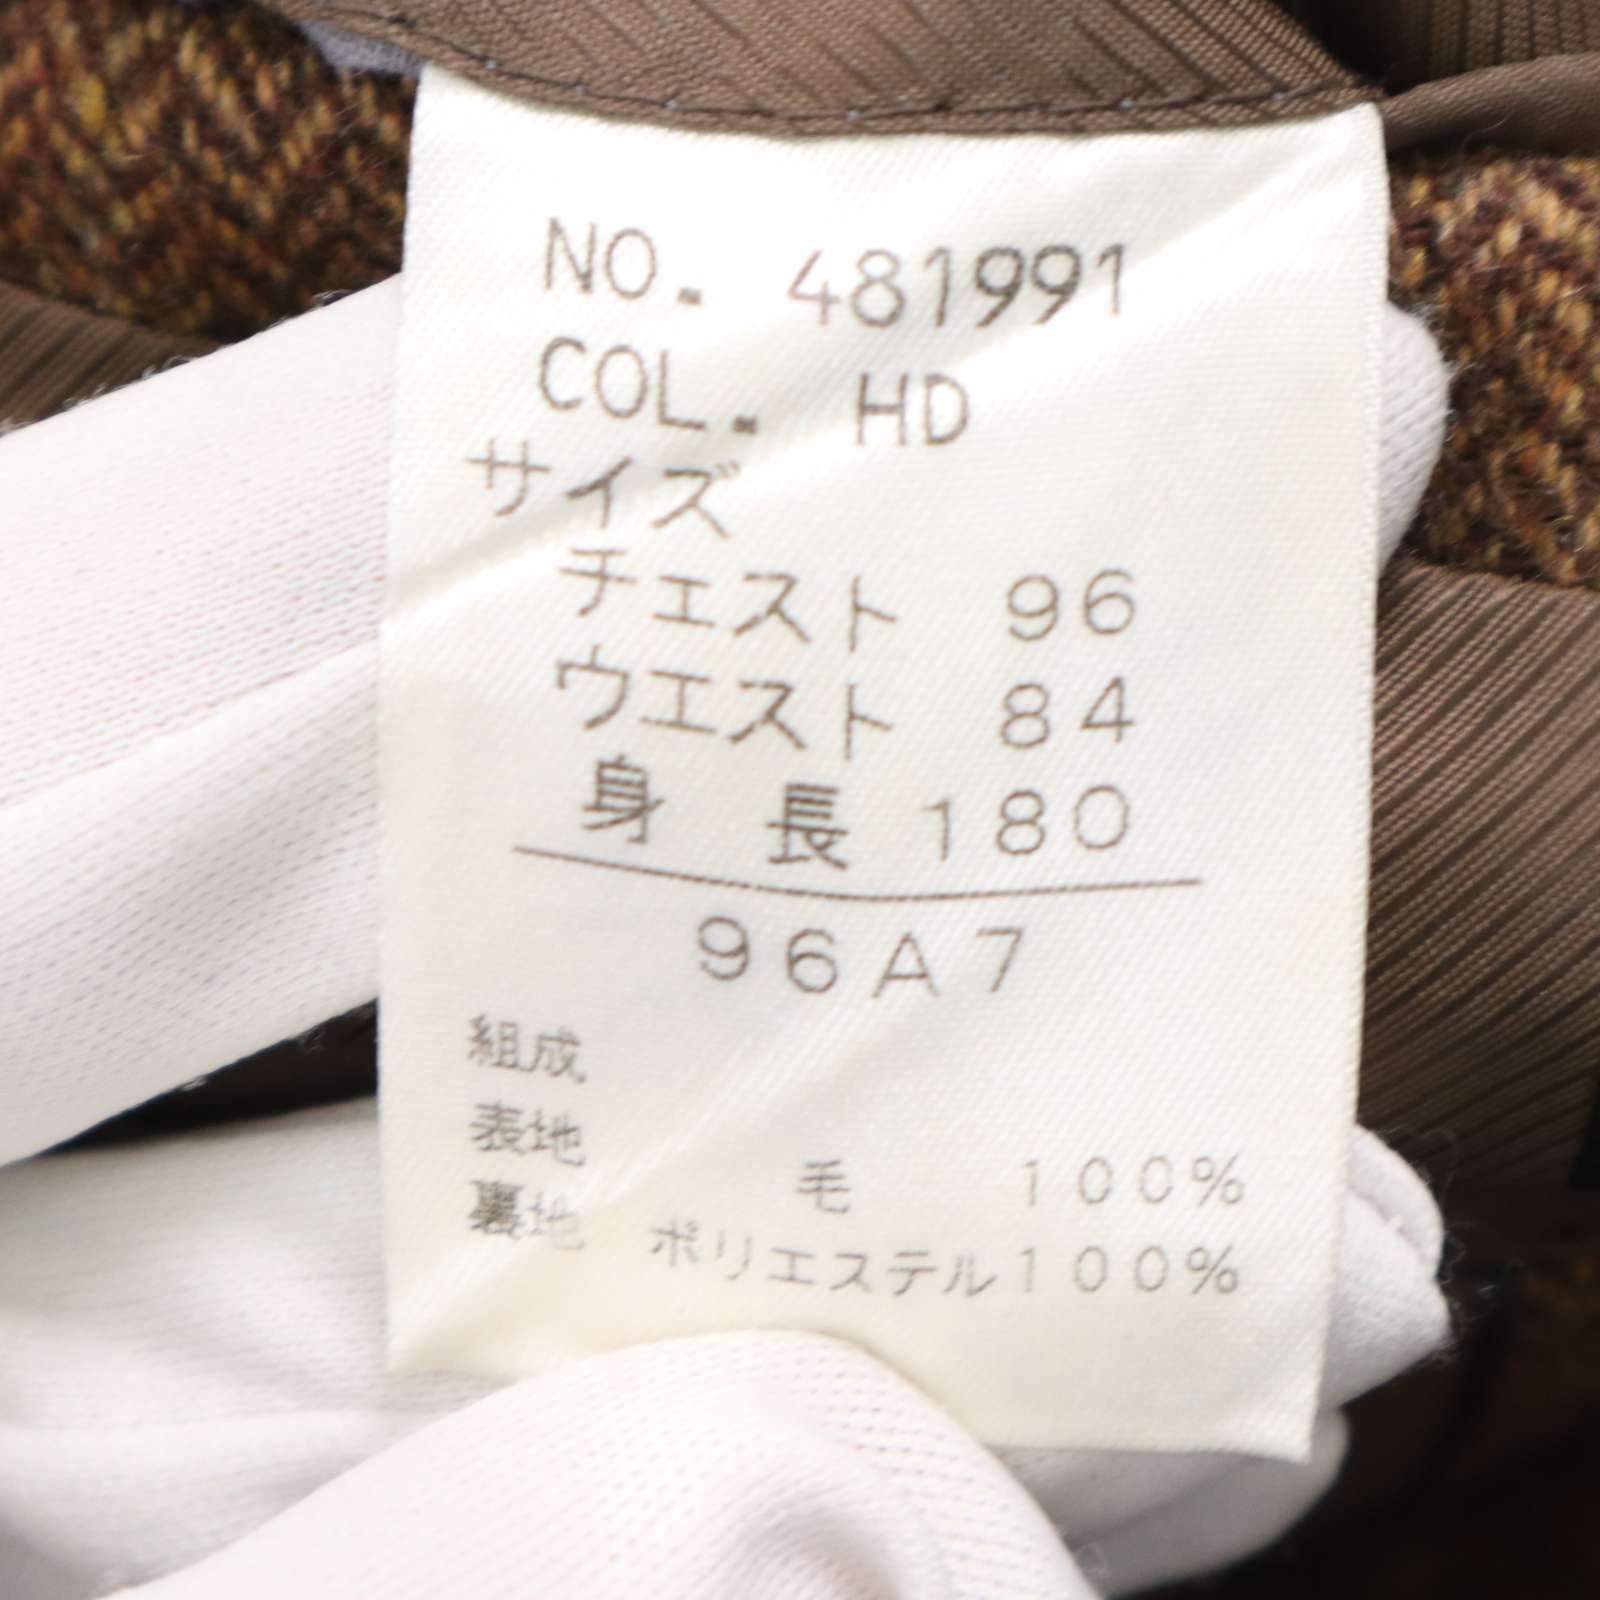 NO. 481991
COL. HD
サイズ
チェスト 96
ウエスト 84
身 長 180
96A7
組成
表地 毛 100%
裏地 ポリエステル100%